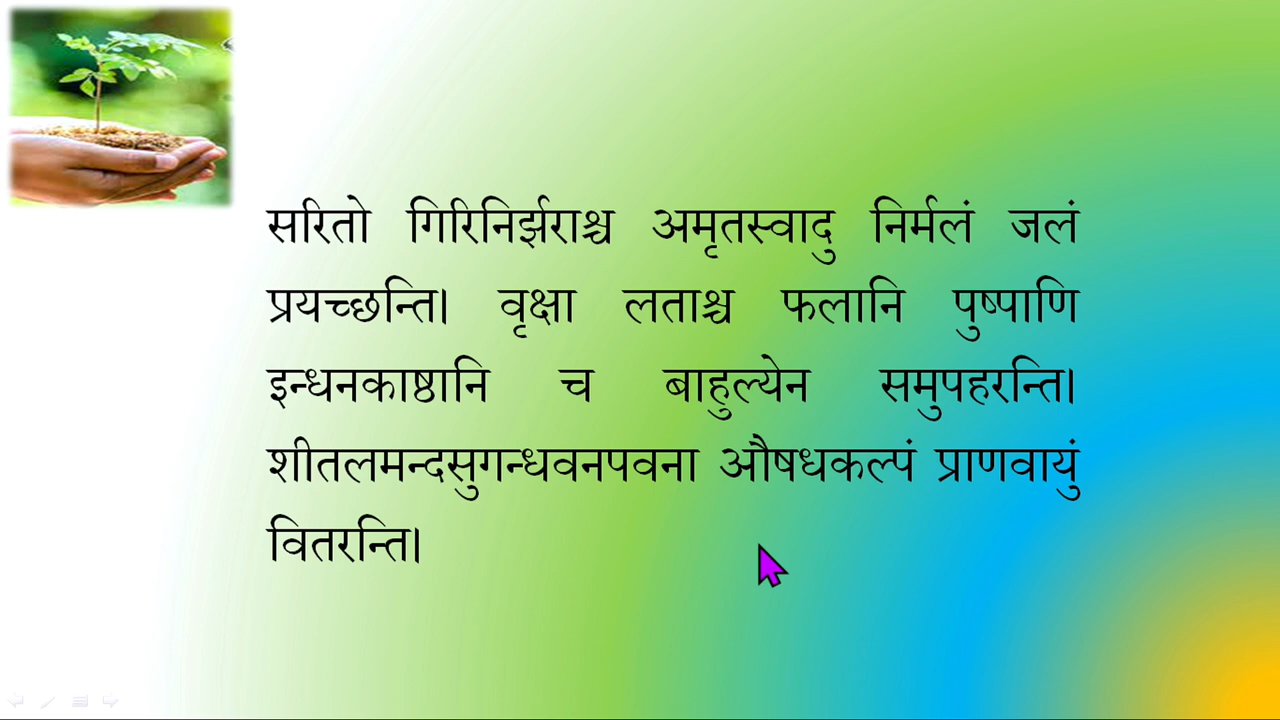 सरितो गिरिनिर्झराश्च अमृतस्वादु निर्मलं जलं
प्रयच्छन्ति। वृक्षा लताश्च फलानि पुष्पाणि
इन्धनकाष्ठानि च बाहुल्येन समुपहरन्ति।
शीतलमन्दसुगन्धवनपवना औषधकल्पं प्राणवायुं
वितरन्ति।